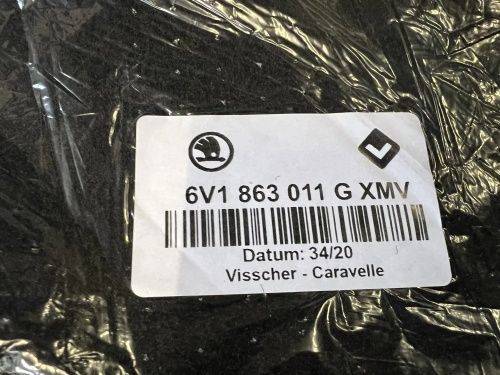 6V1 863 011 G XMV
Datum: 34/20
Visscher - Caravelle